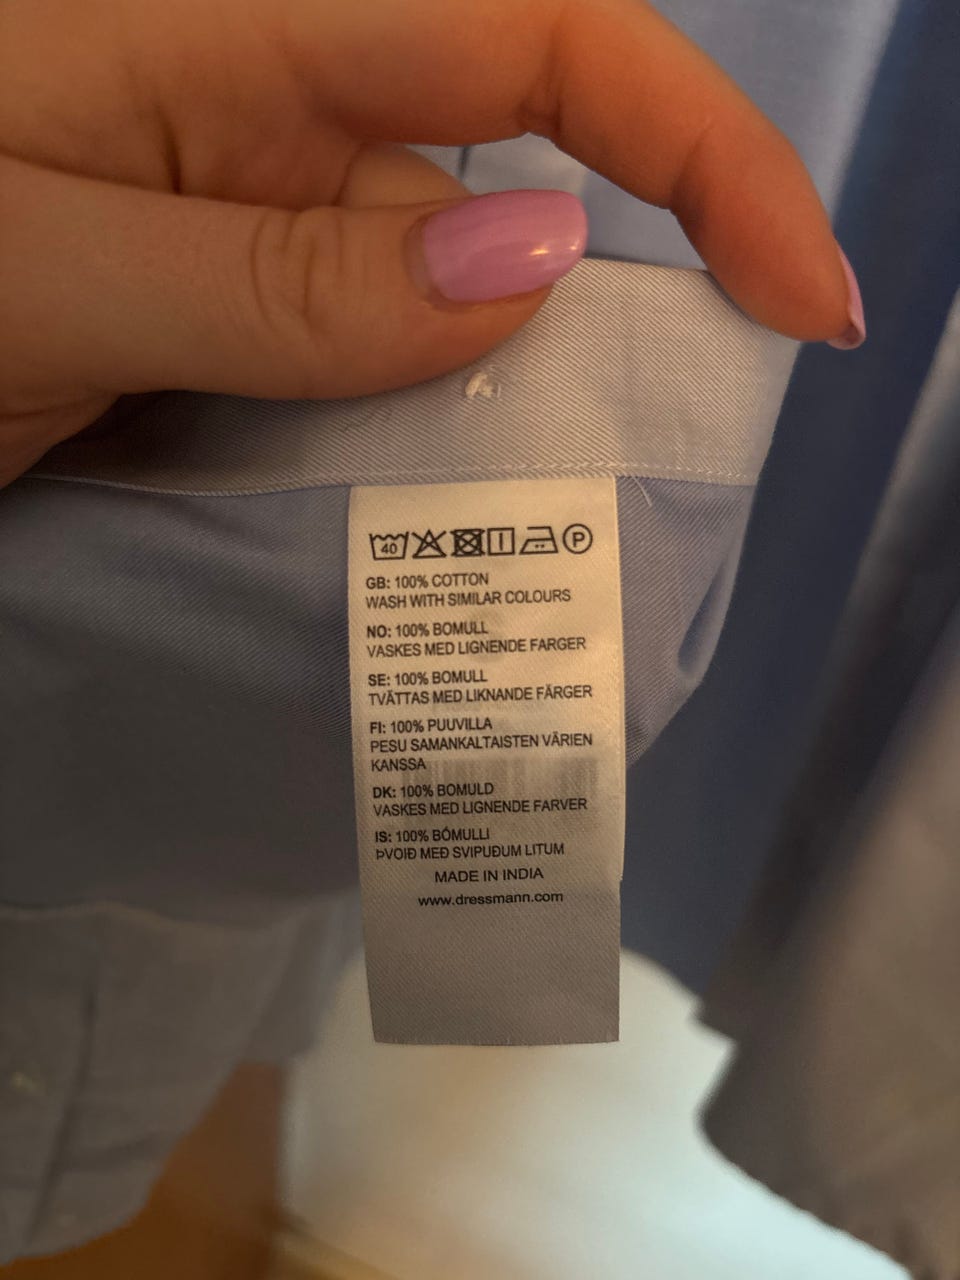 40 P
GB: 100% COTTON
WASH WITH SIMILAR COLOURS
NO: 100% BOMULL
VASKES MED LIGNENDE FARGER
SE: 100% BOMULL
TVÄTTAS MED LIKNANDE FÄRGER
FI: 100% PUUVILLA
PESU SAMANKALTAISTEN VÄRIEN
KANSSA
DK: 100% BOMULD
VASKES MED LIGNENDE FARVER
IS: 100% BÓMULLI
ÞVOIÐ MEÐ SVIPUÐUM LITUM
MADE IN INDIA
www.dressmann.com